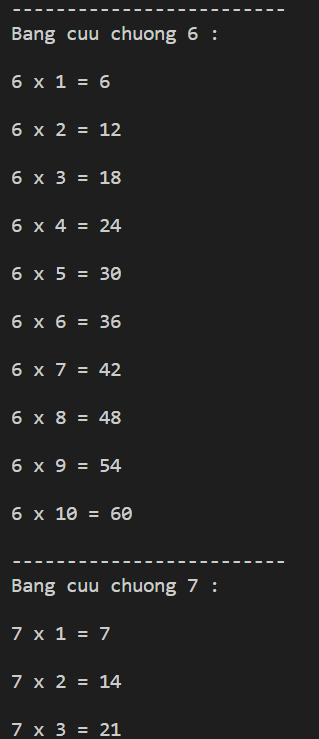 -------------------------
Bang cuu chuong 6 :
6 x 1 = 6
6 x 2 = 12
6 x 3 = 18
6 x 4 = 24
6 x 5 = 30
6 x 6 = 36
6 x 7 = 42
6 x 8 = 48
6 x 9 = 54
6 x 10 = 60
-------------------------
Bang cuu chuong 7 :
7 x 1 = 7
7 x 2 = 14
7 x 3 = 21